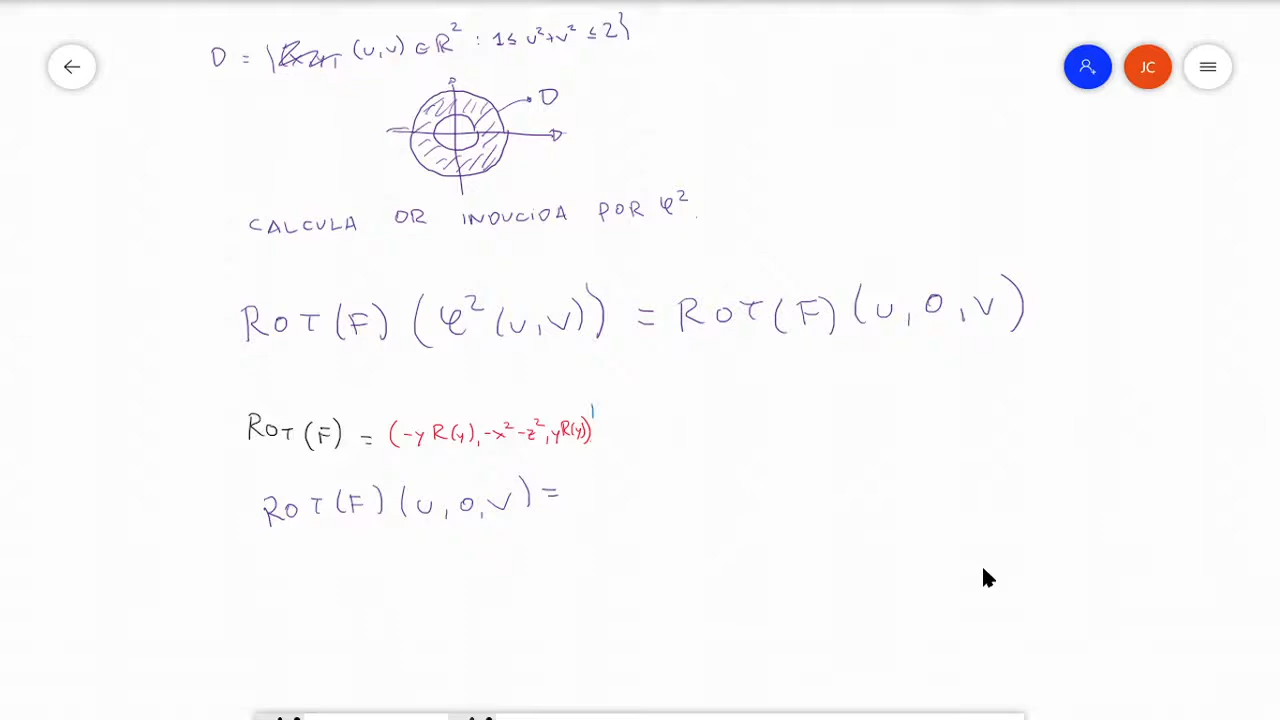 D = { (u,v) ∈ R² : 1 ≤ u²+v² ≤ 2}
D
CALCULA OR INDUCIDA POR φ².
ROT(F) (φ²(u,v)) = ROT(F)(u,0,v)
ROT(F) = (-y R(y), -x²-z², yR(y))
ROT(F)(u,0,v) =
JC